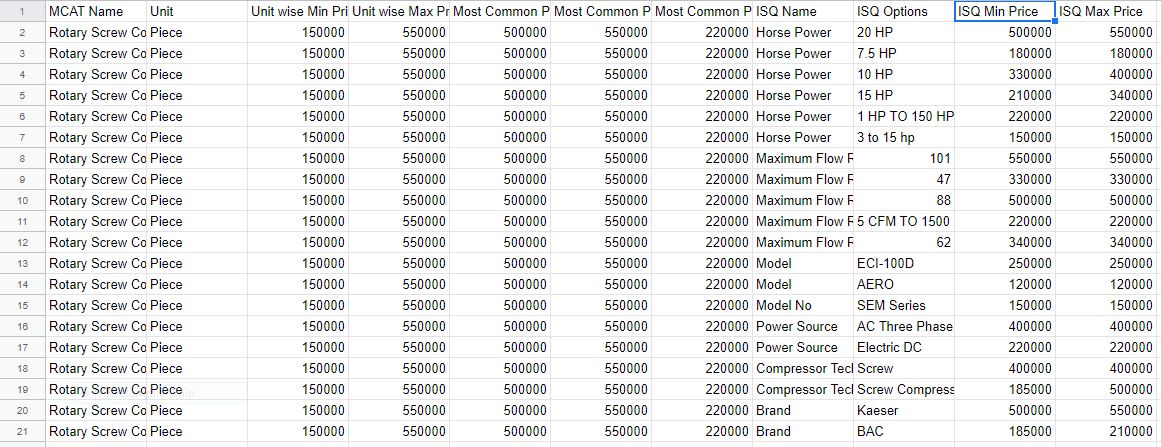 1 MCAT Name Unit Unit wise Min Pri Unit wise Max Pr Most Common P Most Common P Most Common P ISQ Name ISQ Options ISQ Min Price ISQ Max Price
2 Rotary Screw Co Piece 150000 550000 500000 550000 220000 Horse Power 20 HP 500000 550000
3 Rotary Screw Co Piece 150000 550000 500000 550000 220000 Horse Power 7.5 HP 180000 180000
4 Rotary Screw Co Piece 150000 550000 500000 550000 220000 Horse Power 10 HP 330000 400000
5 Rotary Screw Co Piece 150000 550000 500000 550000 220000 Horse Power 15 HP 210000 340000
6 Rotary Screw Co Piece 150000 550000 500000 550000 220000 Horse Power 1 HP TO 150 HP 220000 220000
7 Rotary Screw Co Piece 150000 550000 500000 550000 220000 Horse Power 3 to 15 hp 150000 150000
8 Rotary Screw Co Piece 150000 550000 500000 550000 220000 Maximum Flow R 101 550000 550000
9 Rotary Screw Co Piece 150000 550000 500000 550000 220000 Maximum Flow R 47 330000 330000
10 Rotary Screw Co Piece 150000 550000 500000 550000 220000 Maximum Flow R 88 500000 500000
11 Rotary Screw Co Piece 150000 550000 500000 550000 220000 Maximum Flow R 5 CFM TO 1500 220000 220000
12 Rotary Screw Co Piece 150000 550000 500000 550000 220000 Maximum Flow R 62 340000 340000
13 Rotary Screw Co Piece 150000 550000 500000 550000 220000 Model ECI-100D 250000 250000
14 Rotary Screw Co Piece 150000 550000 500000 550000 220000 Model AERO 120000 120000
15 Rotary Screw Co Piece 150000 550000 500000 550000 220000 Model No SEM Series 150000 150000
16 Rotary Screw Co Piece 150000 550000 500000 550000 220000 Power Source AC Three Phase 400000 400000
17 Rotary Screw Co Piece 150000 550000 500000 550000 220000 Power Source Electric DC 220000 220000
18 Rotary Screw Co Piece 150000 550000 500000 550000 220000 Compressor Tecl Screw 400000 400000
19 Rotary Screw Co Piece 150000 550000 500000 550000 220000 Compressor Tecl Screw Compress 185000 500000
20 Rotary Screw Co Piece 150000 550000 500000 550000 220000 Brand Kaeser 500000 550000
21 Rotary Screw Co Piece 150000 550000 500000 550000 220000 Brand BAC 185000 210000